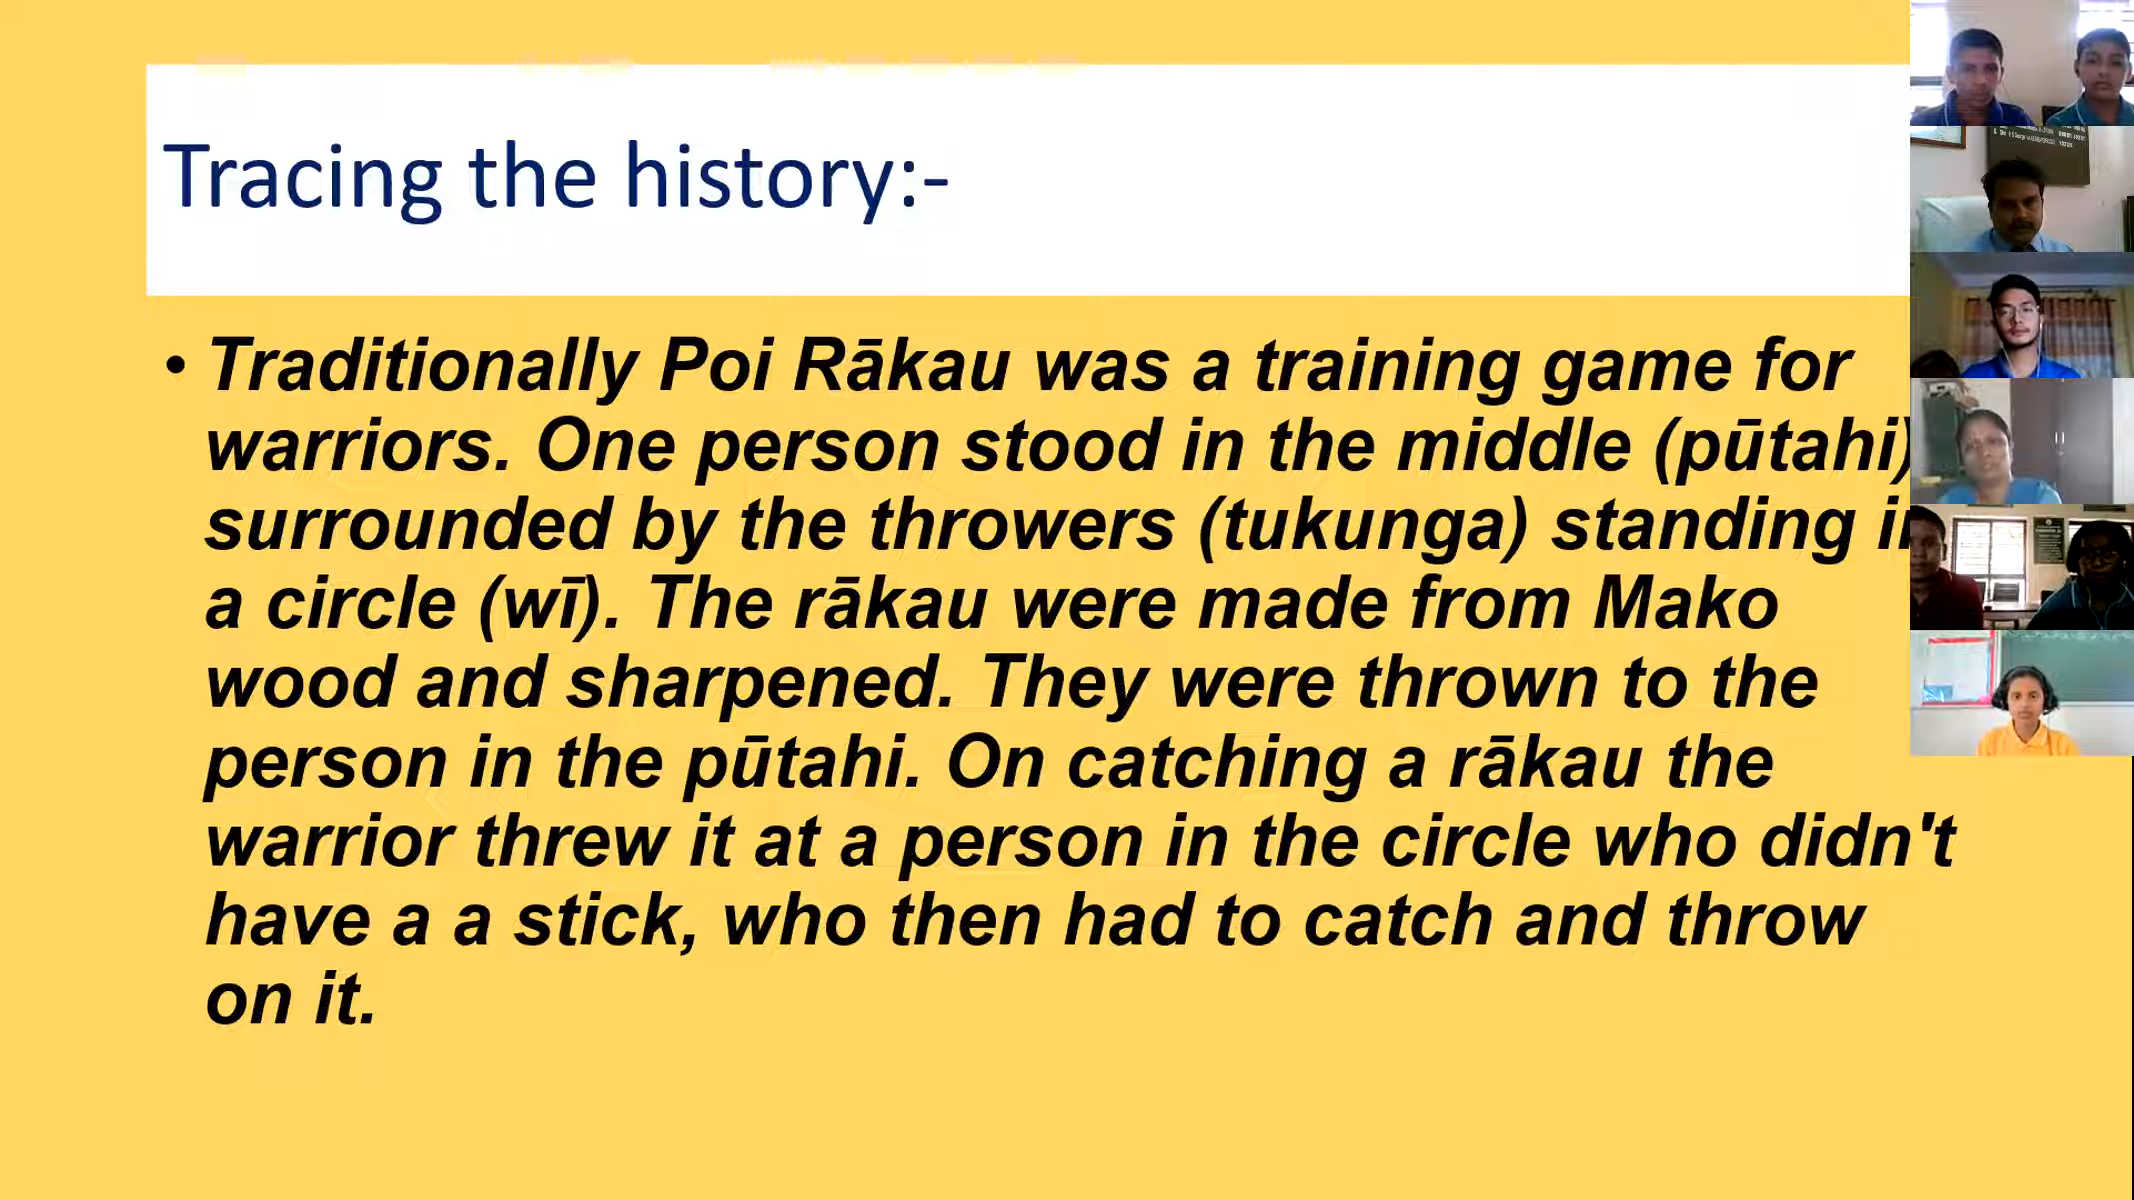 Tracing the history:-
• Traditionally Poi Rākau was a training game for
warriors. One person stood in the middle (pūtahi)
surrounded by the throwers (tukunga) standing in
a circle (wī). The rākau were made from Mako
wood and sharpened. They were thrown to the
person in the pūtahi. On catching a rākau the
warrior threw it at a person in the circle who didn't
have a a stick, who then had to catch and throw
on it.